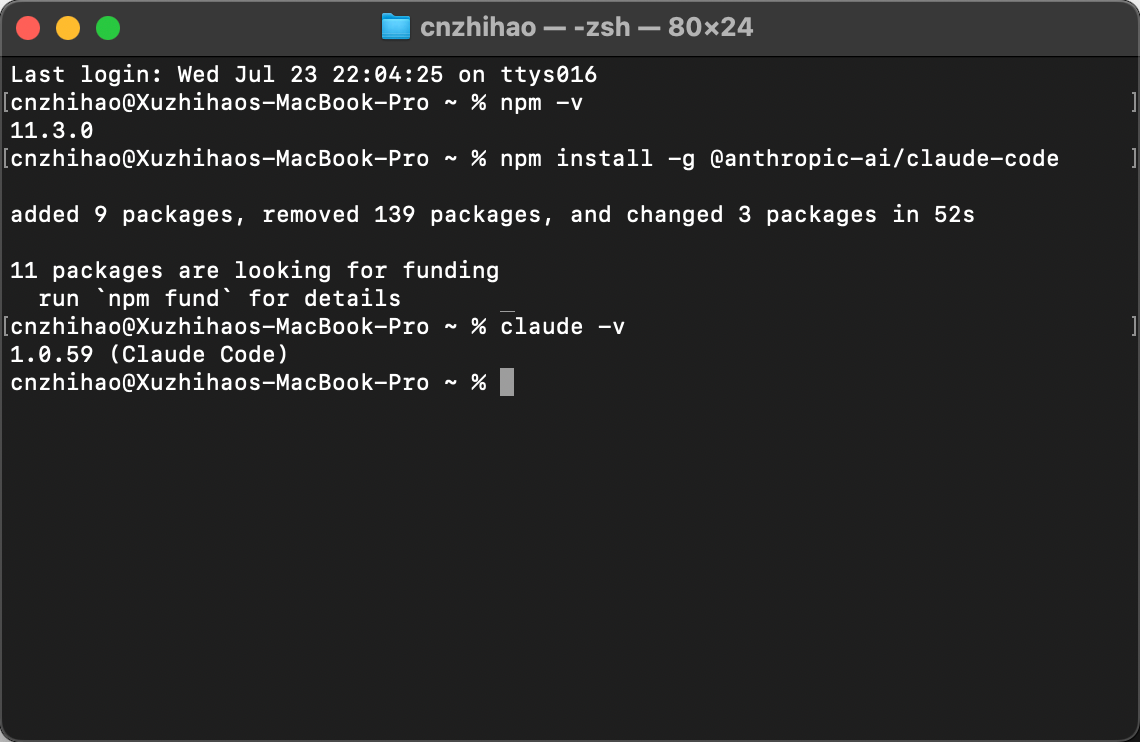 cnzhihao — -zsh — 80×24
Last login: Wed Jul 23 22:04:25 on ttys016
[cnzhihao@Xuzhihaos-MacBook-Pro ~ % npm -v ]
11.3.0
[cnzhihao@Xuzhihaos-MacBook-Pro ~ % npm install -g @anthropic-ai/claude-code ]
added 9 packages, removed 139 packages, and changed 3 packages in 52s
11 packages are looking for funding
  run `npm fund` for details
[cnzhihao@Xuzhihaos-MacBook-Pro ~ % claude -v ]
1.0.59 (Claude Code)
cnzhihao@Xuzhihaos-MacBook-Pro ~ %